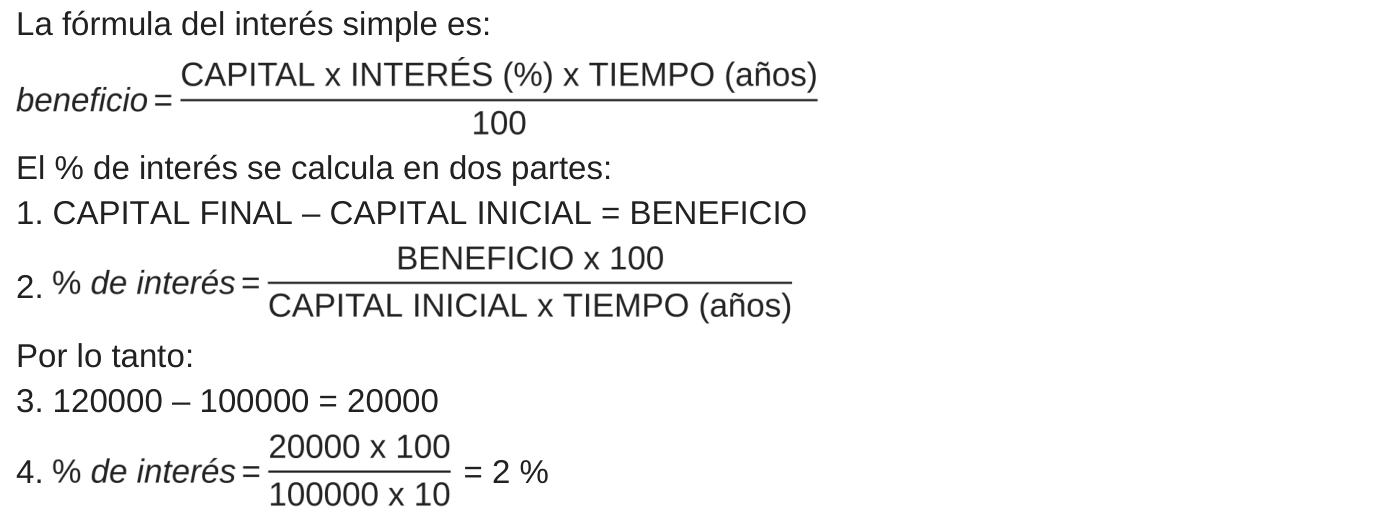 La fórmula del interés simple es:
beneficio = CAPITAL x INTERÉS (%) x TIEMPO (años)
100
El % de interés se calcula en dos partes:
1. CAPITAL FINAL – CAPITAL INICIAL = BENEFICIO
2. % de interés = BENEFICIO x 100
CAPITAL INICIAL x TIEMPO (años)
Por lo tanto:
3. 120000 – 100000 = 20000
4. % de interés = 20000 x 100
100000 x 10
= 2 %